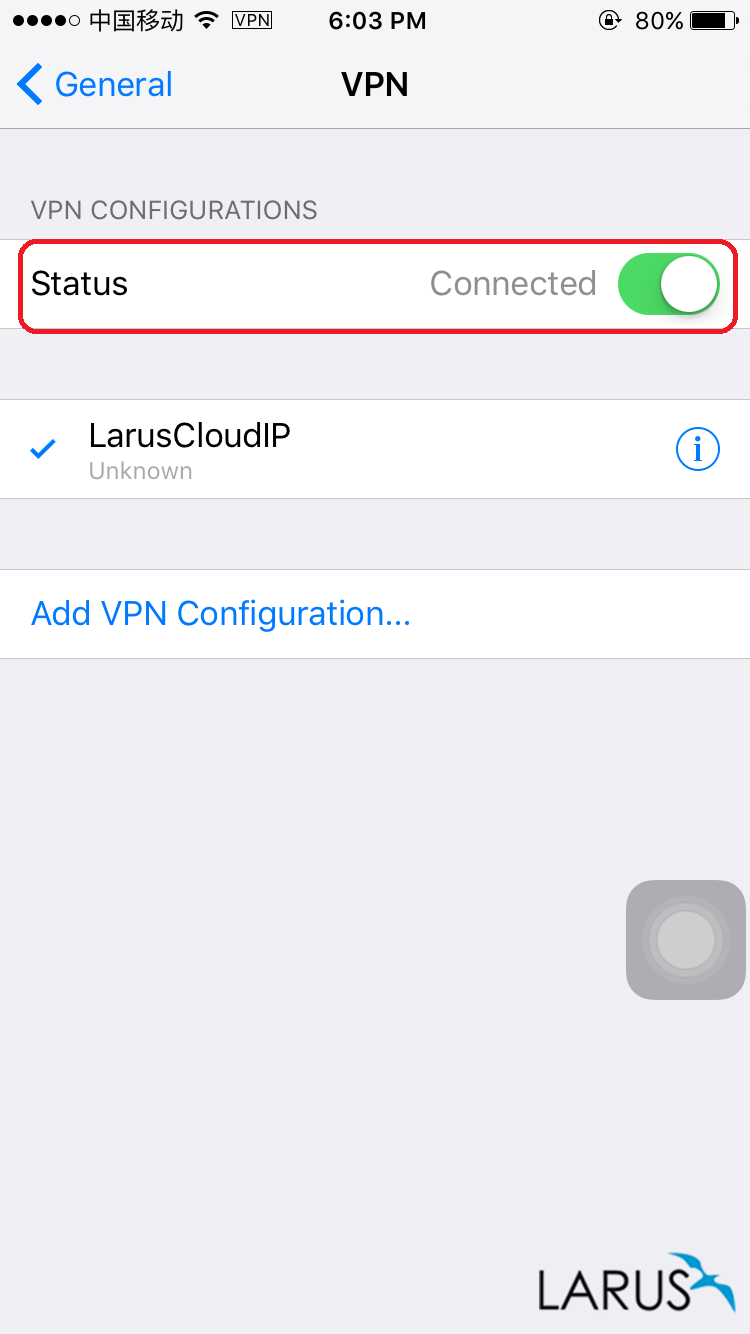 中国移动 VPN 6:03 PM 80%
General VPN
VPN CONFIGURATIONS
Status Connected
LarusCloudIP
Unknown
Add VPN Configuration...
LARUS